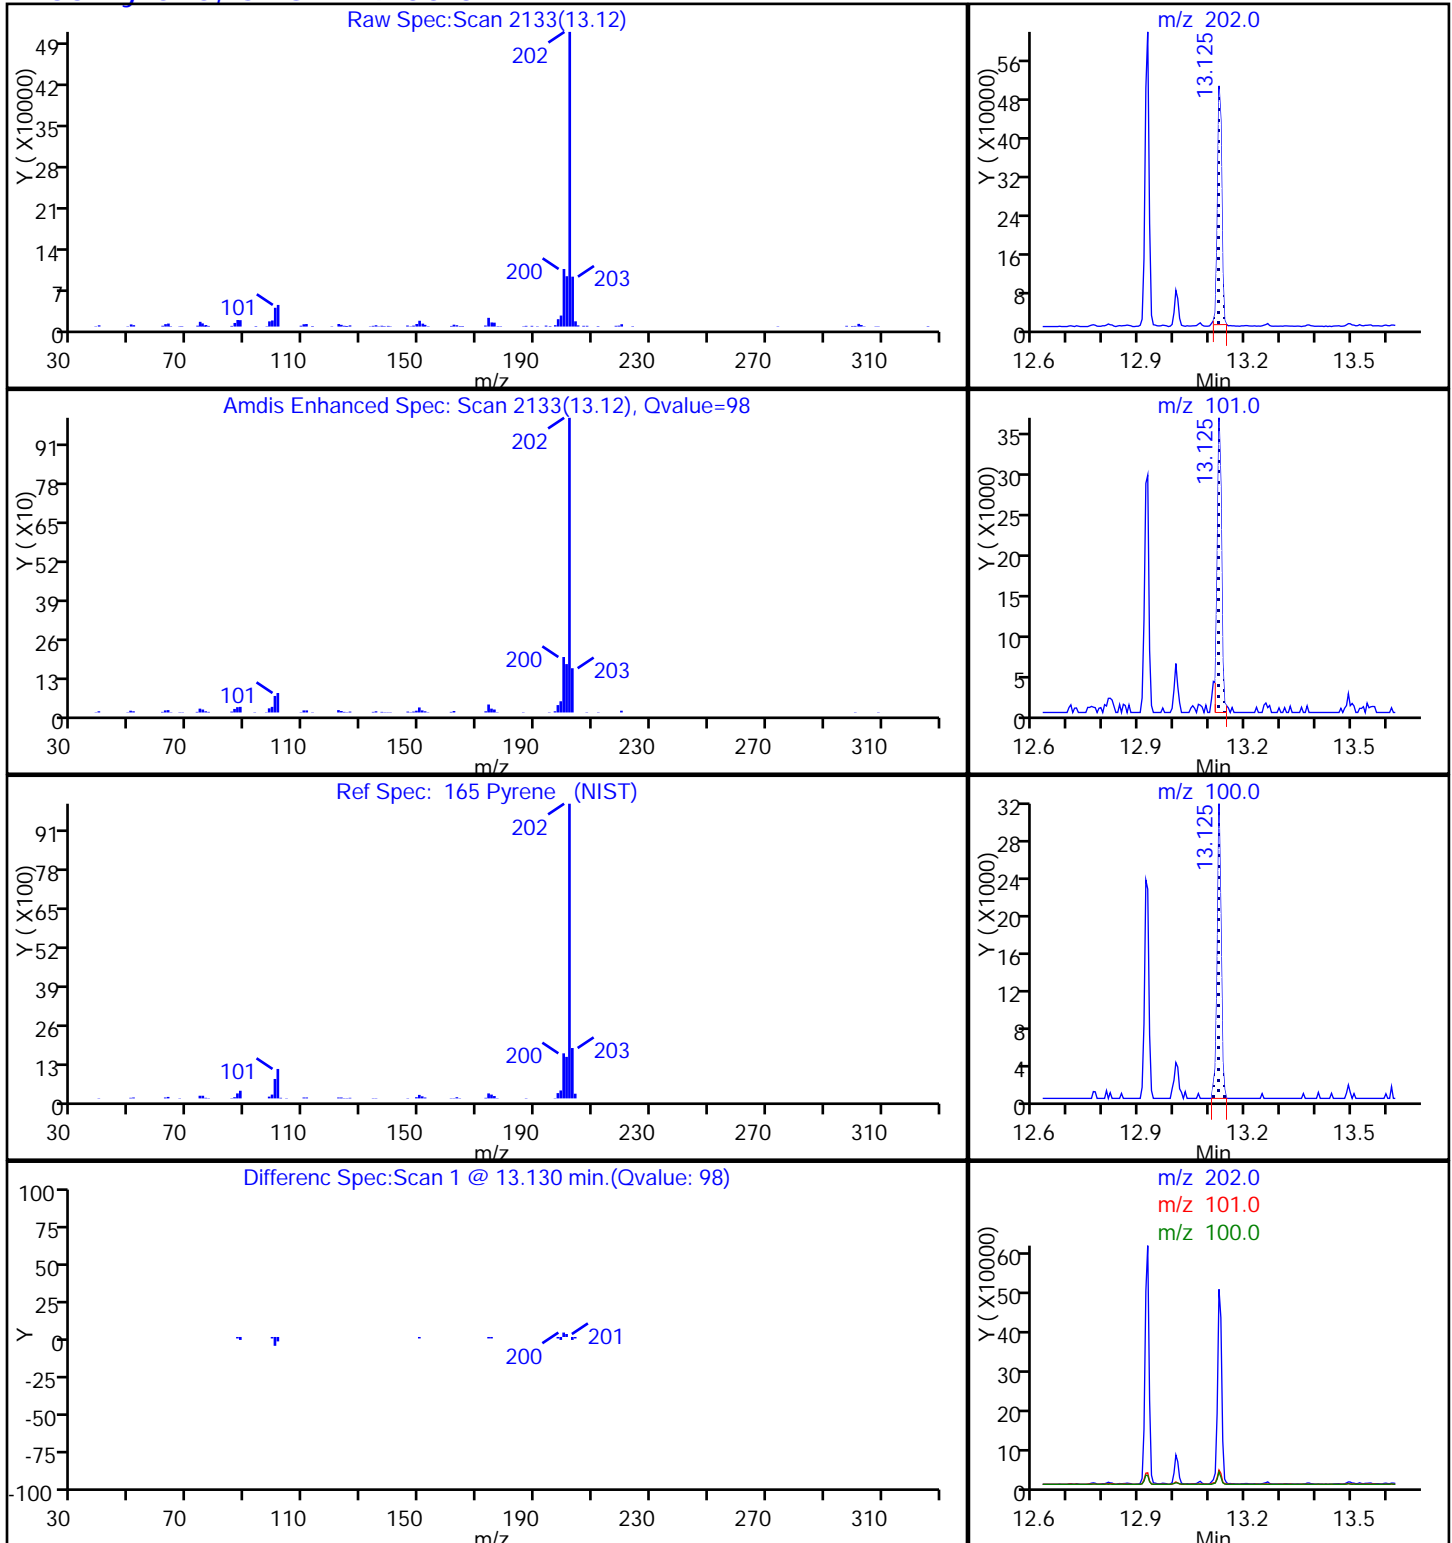 Raw Spec:Scan 2133(13.12)
49
42
35
28
21
14
7
0
Y ( X10000)
202
200
203
101
30 70 110 150 190 230 270 310
m/z
m/z 202.0
56
48
40
32
24
16
8
0
Y ( X10000)
13.125
12.6 12.9 13.2 13.5
Min
Amdis Enhanced Spec: Scan 2133(13.12), Qvalue=98
91
78
65
52
39
26
13
0
Y ( X10)
202
200
203
101
30 70 110 150 190 230 270 310
m/z
m/z 101.0
35
30
25
20
15
10
5
0
Y ( X1000)
13.125
12.6 12.9 13.2 13.5
Min
Ref Spec: 165 Pyrene (NIST)
91
78
65
52
39
26
13
0
Y ( X100)
202
200
203
101
30 70 110 150 190 230 270 310
m/z
m/z 100.0
32
28
24
20
16
12
8
4
0
Y ( X1000)
13.125
12.6 12.9 13.2 13.5
Min
Differenc Spec:Scan 1 @ 13.130 min.(Qvalue: 98)
100
75
50
25
0
-25
-50
-75
-100
Y
200
201
30 70 110 150 190 230 270 310
m/z
m/z 202.0
m/z 101.0
m/z 100.0
60
50
40
30
20
10
0
Y ( X10000)
12.6 12.9 13.2 13.5
Min